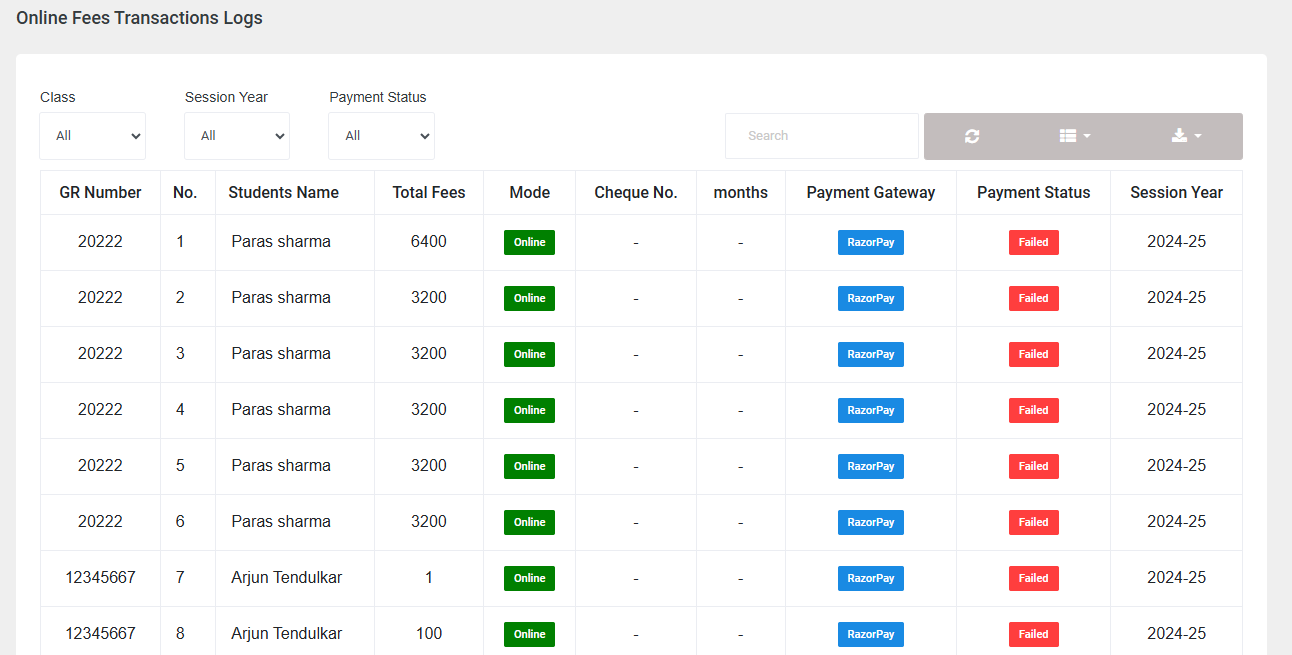 Online Fees Transactions Logs
Class Session Year Payment Status
All All All Search
GR Number No. Students Name Total Fees Mode Cheque No. months Payment Gateway Payment Status Session Year
20222 1 Paras sharma 6400 Online - - RazorPay Failed 2024-25
20222 2 Paras sharma 3200 Online - - RazorPay Failed 2024-25
20222 3 Paras sharma 3200 Online - - RazorPay Failed 2024-25
20222 4 Paras sharma 3200 Online - - RazorPay Failed 2024-25
20222 5 Paras sharma 3200 Online - - RazorPay Failed 2024-25
20222 6 Paras sharma 3200 Online - - RazorPay Failed 2024-25
12345667 7 Arjun Tendulkar 1 Online - - RazorPay Failed 2024-25
12345667 8 Arjun Tendulkar 100 Online - - RazorPay Failed 2024-25